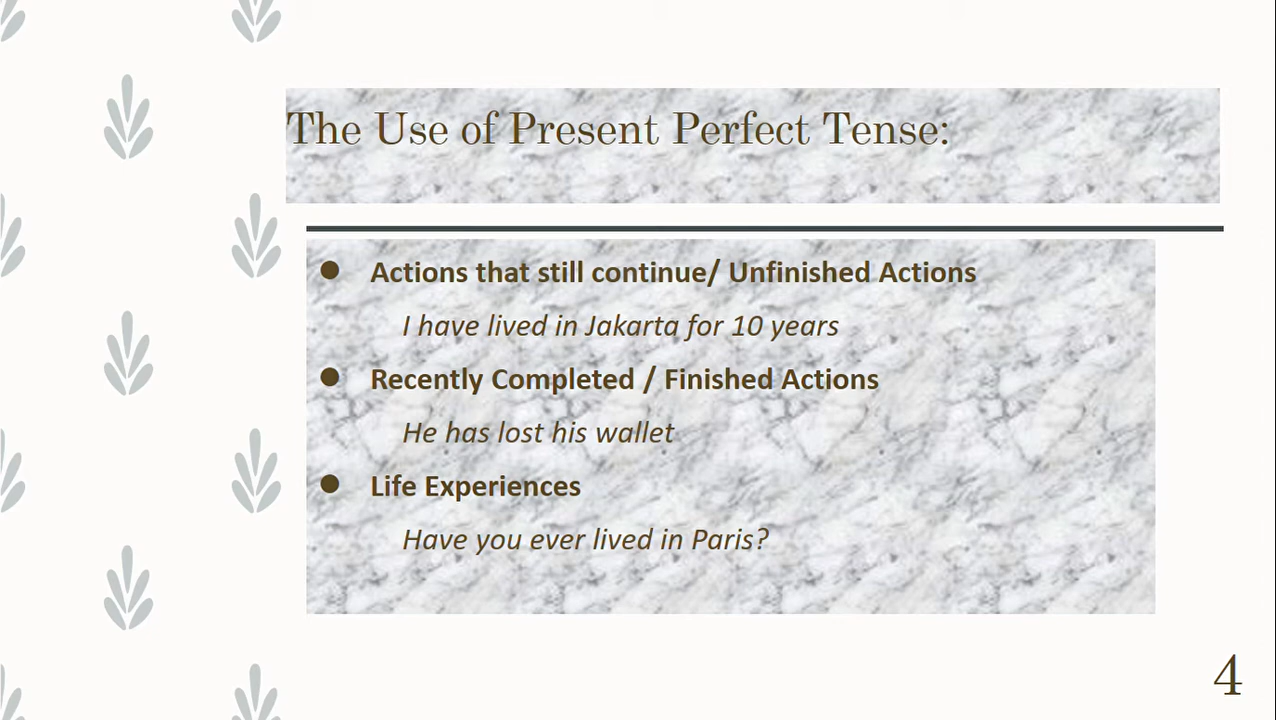 The Use of Present Perfect Tense:
● Actions that still continue/ Unfinished Actions
I have lived in Jakarta for 10 years
● Recently Completed / Finished Actions
He has lost his wallet
● Life Experiences
Have you ever lived in Paris?
4